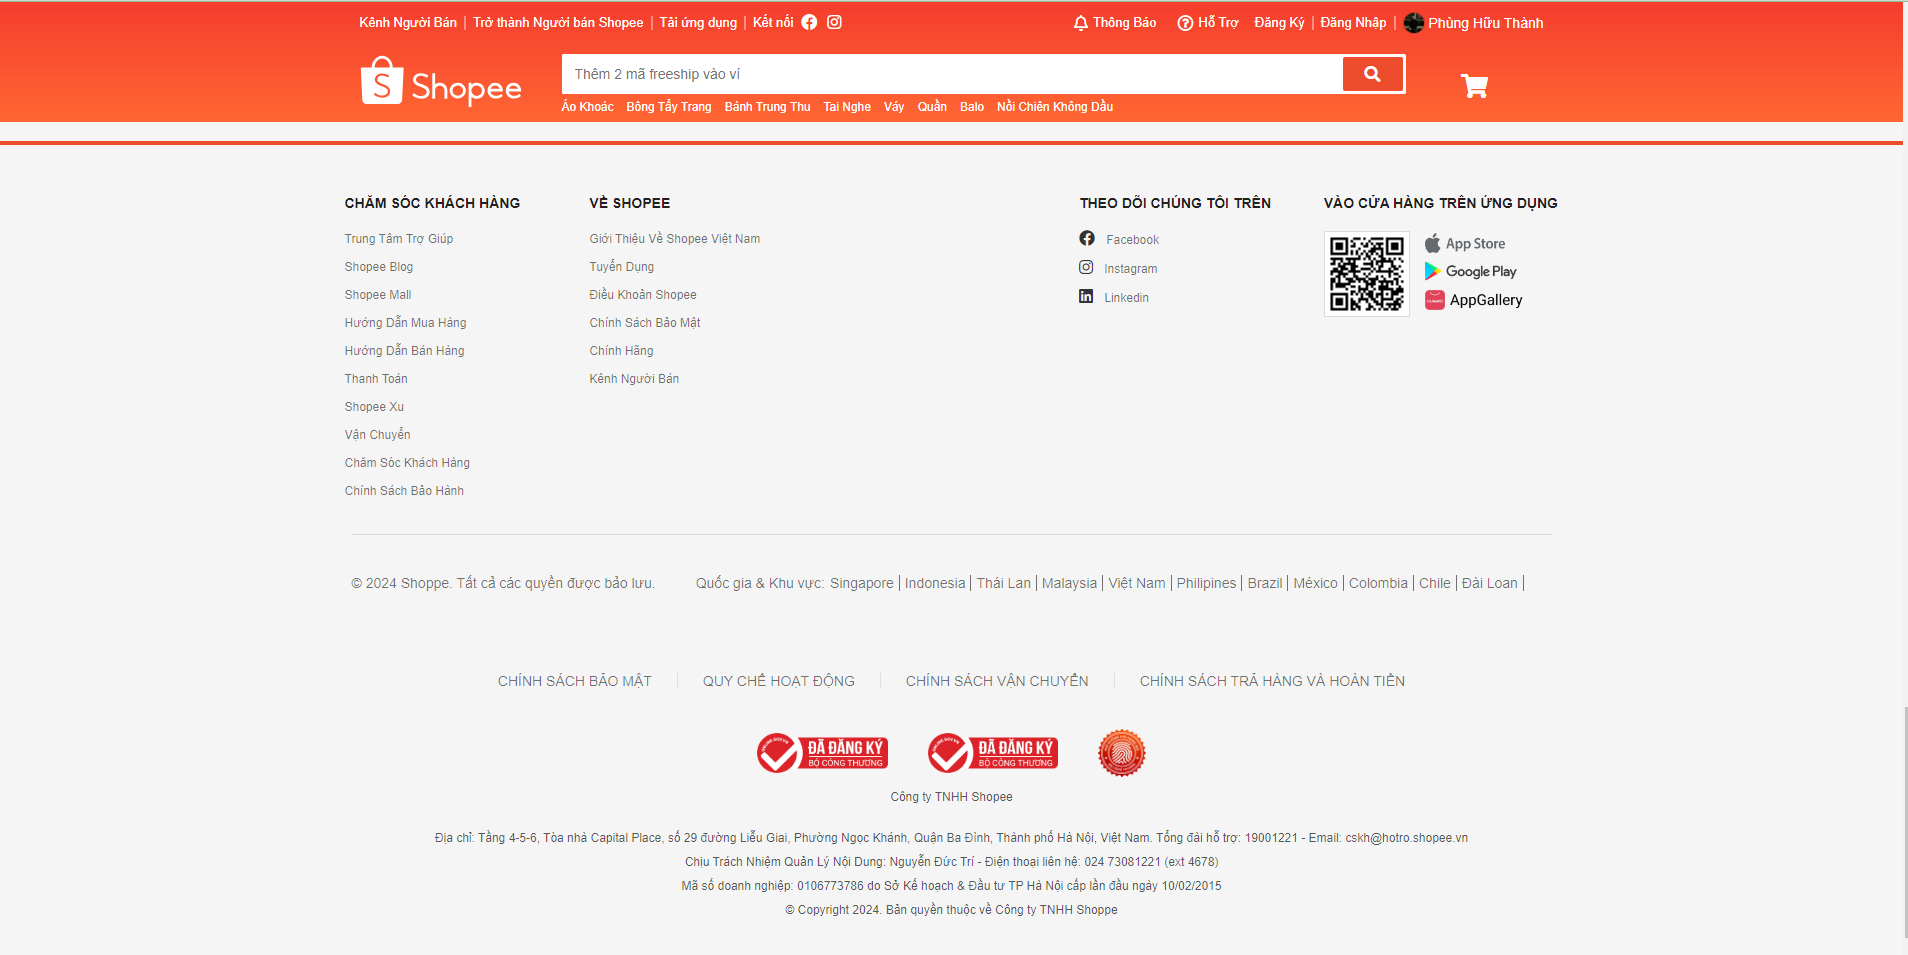 Kênh Người Bán | Trở thành Người bán Shopee | Tải ứng dụng | Kết nối
Thông Báo Hỗ Trợ Đăng Ký | Đăng Nhập | Phùng Hữu Thành
Shopee
Thêm 2 mã freeship vào ví
Áo Khoác Bông Tẩy Trang Bánh Trung Thu Tai Nghe Váy Quần Balo Nồi Chiên Không Dầu
CHĂM SÓC KHÁCH HÀNG
Trung Tâm Trợ Giúp
Shopee Blog
Shopee Mall
Hướng Dẫn Mua Hàng
Hướng Dẫn Bán Hàng
Thanh Toán
Shopee Xu
Vận Chuyển
Chăm Sóc Khách Hàng
Chính Sách Bảo Hành
VỀ SHOPEE
Giới Thiệu Về Shopee Việt Nam
Tuyển Dụng
Điều Khoản Shopee
Chính Sách Bảo Mật
Chính Hãng
Kênh Người Bán
THEO DÕI CHÚNG TÔI TRÊN
Facebook
Instagram
Linkedin
VÀO CỬA HÀNG TRÊN ỨNG DỤNG
App Store
Google Play
HUAWEI AppGallery
© 2024 Shoppe. Tất cả các quyền được bảo lưu.
Quốc gia & Khu vực: Singapore | Indonesia | Thái Lan | Malaysia | Việt Nam | Philipines | Brazil | México | Colombia | Chile | Đài Loan |
CHÍNH SÁCH BẢO MẬT
QUY CHẾ HOẠT ĐỘNG
CHÍNH SÁCH VẬN CHUYỂN
CHÍNH SÁCH TRẢ HÀNG VÀ HOÀN TIỀN
ONLINE.GOV.VN
ĐÃ ĐĂNG KÝ
BỘ CÔNG THƯƠNG
ONLINE.GOV.VN
ĐÃ ĐĂNG KÝ
BỘ CÔNG THƯƠNG
Công ty TNHH Shopee
Địa chỉ: Tầng 4-5-6, Tòa nhà Capital Place, số 29 đường Liễu Giai, Phường Ngọc Khánh, Quận Ba Đình, Thành phố Hà Nội, Việt Nam. Tổng đài hỗ trợ: 19001221 - Email: cskh@hotro.shopee.vn
Chịu Trách Nhiệm Quản Lý Nội Dung: Nguyễn Đức Trí - Điện thoại liên hệ: 024 73081221 (ext 4678)
Mã số doanh nghiệp: 0106773786 do Sở Kế hoạch & Đầu tư TP Hà Nội cấp lần đầu ngày 10/02/2015
© Copyright 2024. Bản quyền thuộc về Công ty TNHH Shoppe